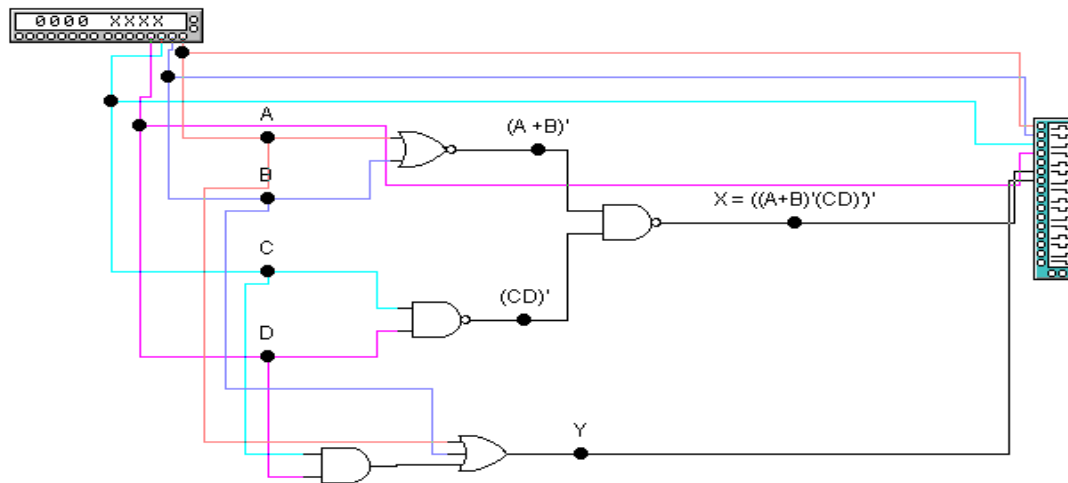 0000 XXXX
A
(A +B)'
B
X = ((A+B)'(CD)')'
C
(CD)'
D
Y